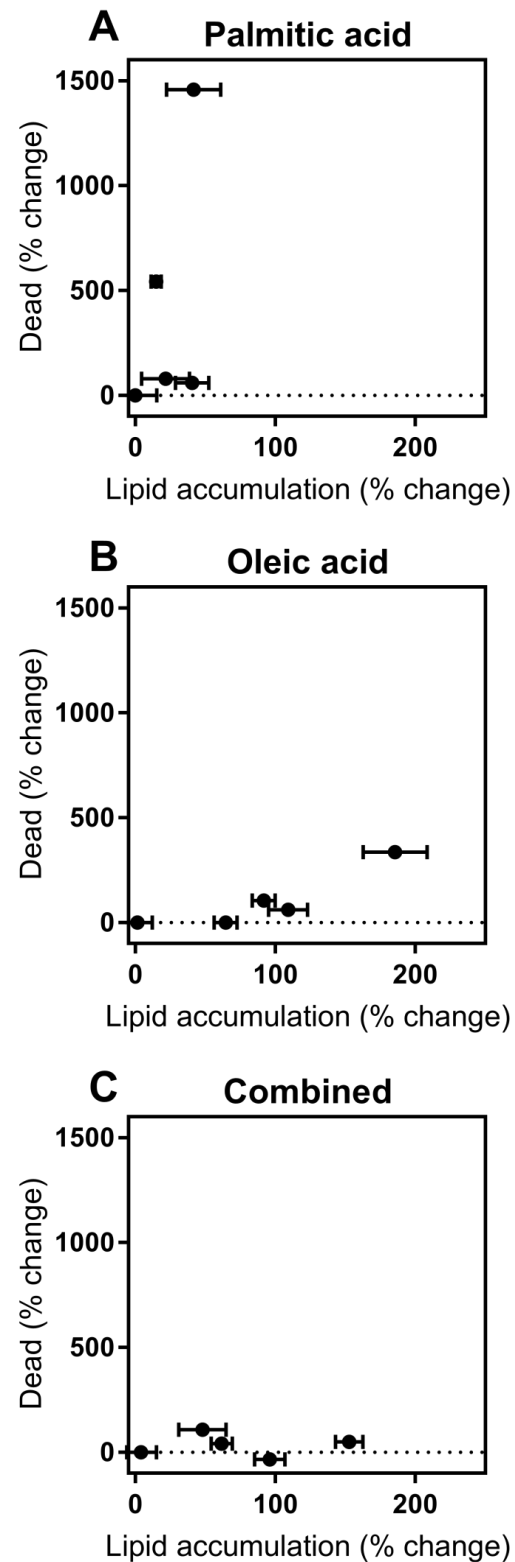 A Palmitic acid
1500
1000
500
0
Dead (% change)
0 100 200
Lipid accumulation (% change)
B Oleic acid
1500
1000
500
0
Dead (% change)
0 100 200
Lipid accumulation (% change)
C Combined
1500
1000
500
0
Dead (% change)
0 100 200
Lipid accumulation (% change)